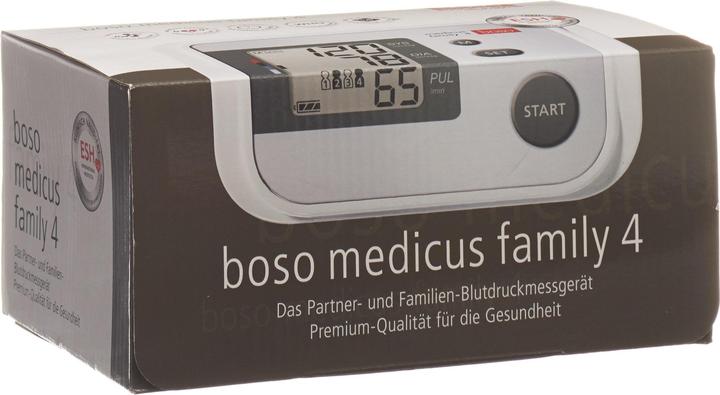 boso
medicus
family 4
Das Partner- und Familien-
Blutdruckmessgerät
Premium-Qualität für die Gesundheit
ESH
120
SYS
78
DIA
1 2 3 4
65
PUL
/min
boso
M
SET
START
ESH
boso medicus family 4
Das Partner- und Familien-Blutdruckmessgerät
Premium-Qualität für die Gesundheit